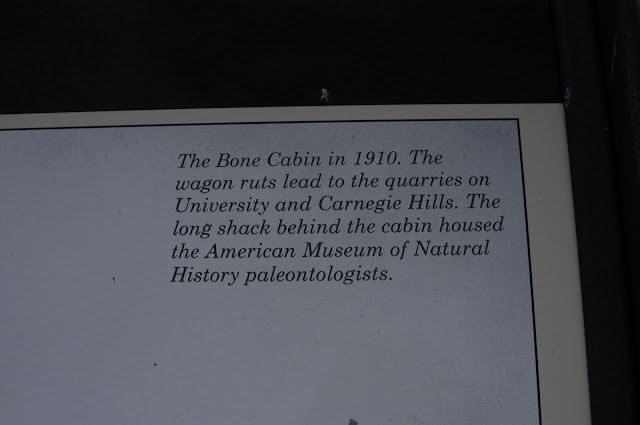 The Bone Cabin in 1910. The
wagon ruts lead to the quarries on
University and Carnegie Hills. The
long shack behind the cabin housed
the American Museum of Natural
History paleontologists.